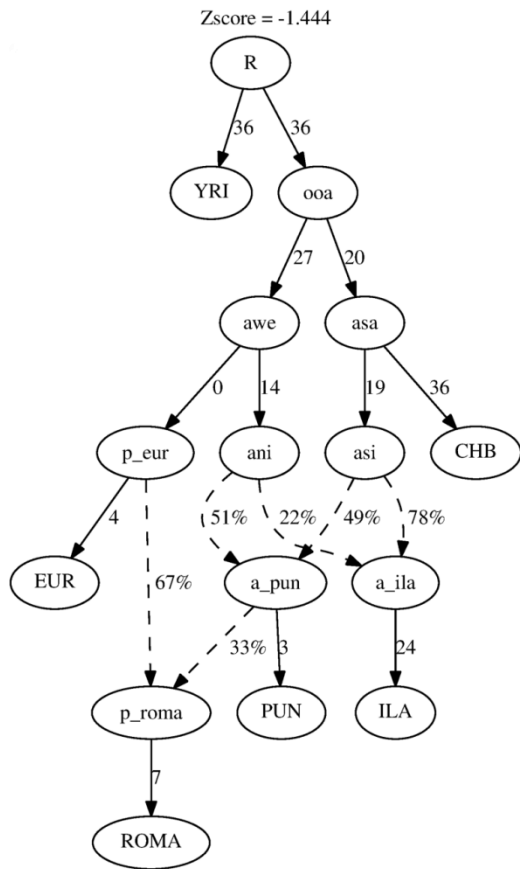 Zscore = -1.444
R
36 36
YRI ooa
27 20
awe asa
0 14 19 36
p_eur ani asi CHB
4 67% 51% 22% 49% 78%
EUR a_pun a_ila
33% 3 24
p_roma PUN ILA
7
ROMA